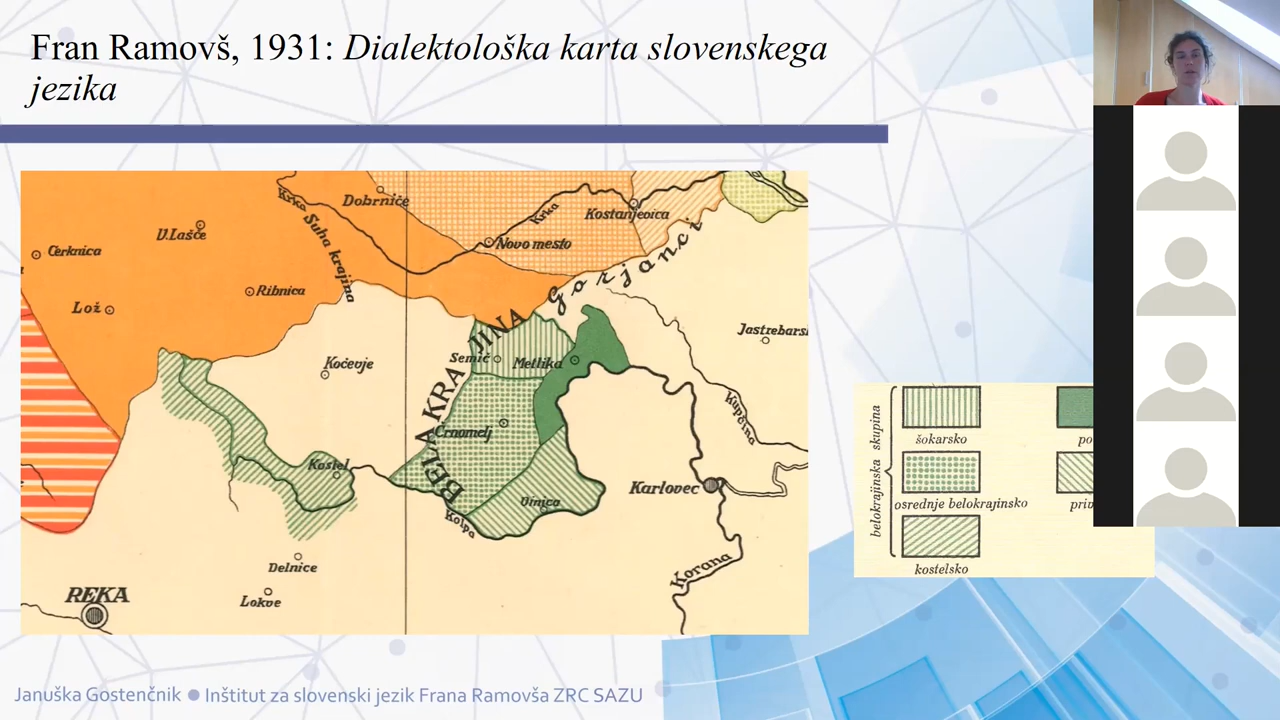 Fran Ramovš, 1931: Dialektološka karta slovenskega
jezika
Krka
Dobrniče
Suha krajina
Krka
Kostanjevica
V.Lašče
Novo mesto
Cerknica
Gorjanci
Ribnica
Lož
BELA KRAJINA
Semič
Metlika
Kočevje
Kupčina
Črnomelj
Kostel
Vinica
Karlovec
Kolpa
Delnice
Korana
REKA
Lokve
belokrajinska skupina
šokarsko
po
osrednje belokrajinsko
kostelsko
Januška Gostenčnik ● Inštitut za slovenski jezik Frana Ramovša ZRC SAZU